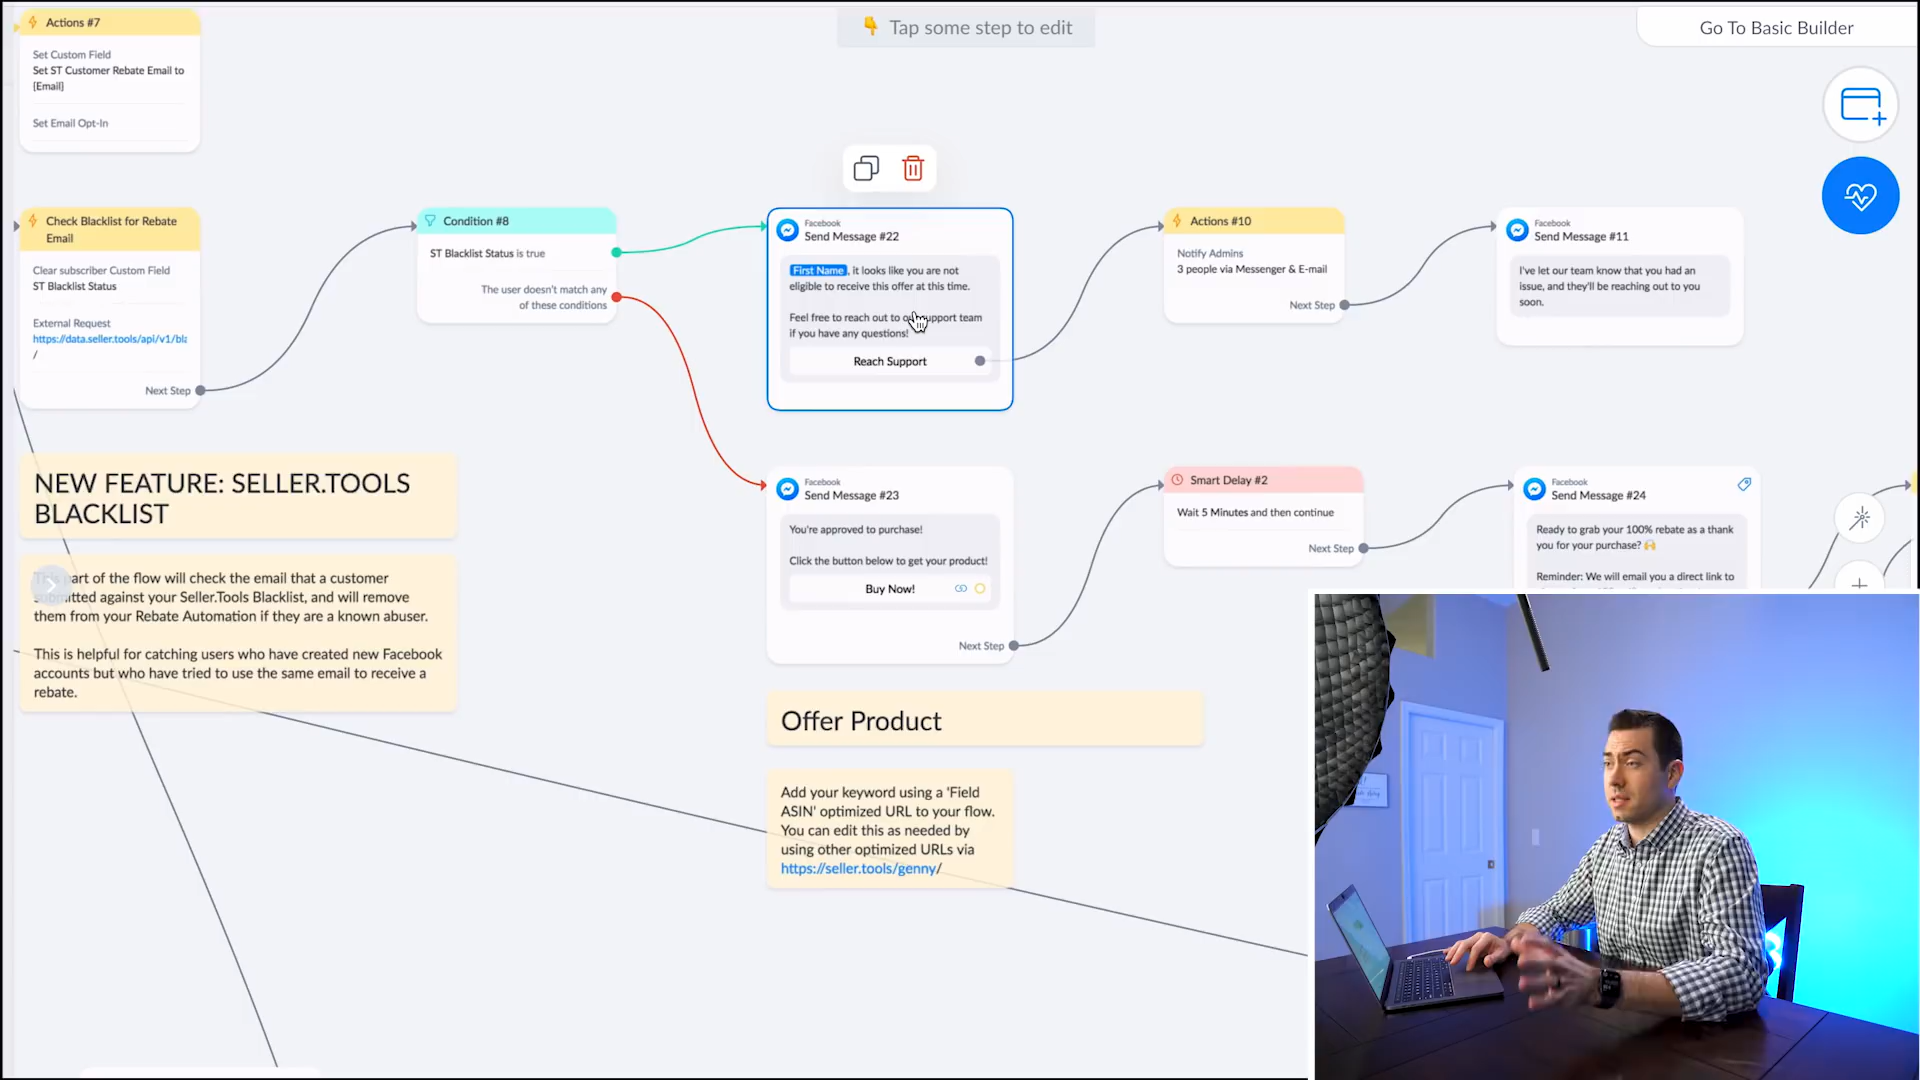 Actions #7
Set Custom Field
Set ST Customer Rebate Email to
{Email}
Set Email Opt-In
👇 Tap some step to edit
Go To Basic Builder
Check Blacklist for Rebate
Email
Clear subscriber Custom Field
ST Blacklist Status
External Request
https://data.seller.tools/api/v1/bla
/
Next Step
Condition #8
ST Blacklist Status is true
The user doesn't match any
of these conditions
Facebook
Send Message #22
First Name, it looks like you are not
eligible to receive this offer at this time.
Feel free to reach out to our support team
if you have any questions!
Reach Support
Actions #10
Notify Admins
3 people via Messenger & E-mail
Next Step
Facebook
Send Message #11
I've let our team know that you had an
issue, and they'll be reaching out to you
soon.
NEW FEATURE: SELLER.TOOLS
BLACKLIST
This part of the flow will check the email that a customer
submitted against your Seller.Tools Blacklist, and will remove
them from your Rebate Automation if they are a known abuser.
This is helpful for catching users who have created new Facebook
accounts but who have tried to use the same email to receive a
rebate.
Facebook
Send Message #23
You're approved to purchase!
Click the button below to get your product!
Buy Now!
Next Step
Smart Delay #2
Wait 5 Minutes and then continue
Next Step
Facebook
Send Message #24
Ready to grab your 100% rebate as a thank
you for your purchase? 🙌
Reminder: We will email you a direct link to
Offer Product
Add your keyword using a 'Field
ASIN' optimized URL to your flow.
You can edit this as needed by
using other optimized URLs via
https://seller.tools/genny/